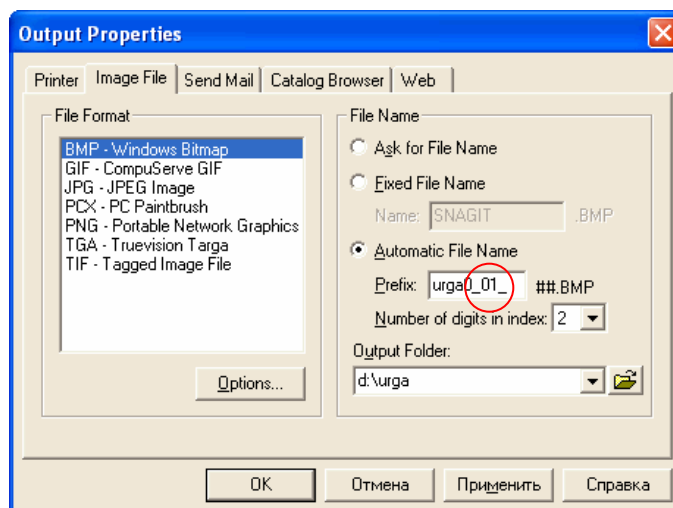 Output Properties
Printer Image File Send Mail Catalog Browser Web
File Format
BMP - Windows Bitmap
GIF - CompuServe GIF
JPG - JPEG Image
PCX - PC Paintbrush
PNG - Portable Network Graphics
TGA - Truevision Targa
TIF - Tagged Image File
Options...
File Name
Ask for File Name
Fixed File Name
Name: SNAGIT .BMP
Automatic File Name
Prefix: urga0_01_ ##.BMP
Number of digits in index: 2
Output Folder:
d:\urga
OK Отмена Применить Справка